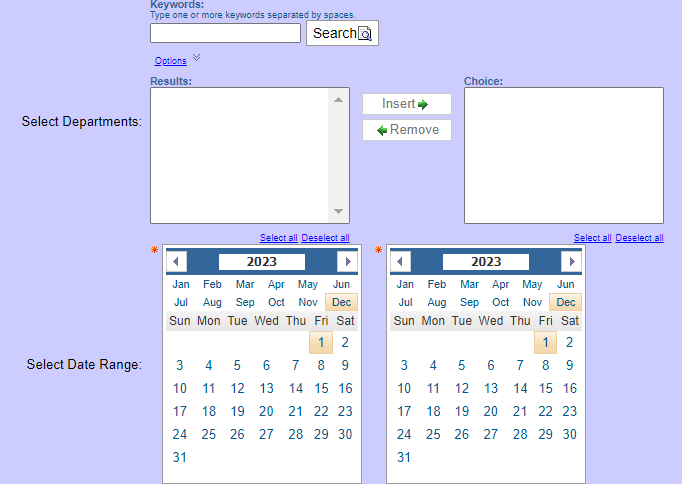 Keywords:
Type one or more keywords separated by spaces.
Search
Options
Results:
Choice:
Select Departments:
Insert
Remove
Select all Deselect all
Select all Deselect all
2023
2023
Jan Feb Mar Apr May Jun
Jan Feb Mar Apr May Jun
Jul Aug Sep Oct Nov Dec
Jul Aug Sep Oct Nov Dec
Sun Mon Tue Wed Thu Fri Sat
Sun Mon Tue Wed Thu Fri Sat
1 2
1 2
Select Date Range:
3 4 5 6 7 8 9
3 4 5 6 7 8 9
10 11 12 13 14 15 16
10 11 12 13 14 15 16
17 18 19 20 21 22 23
17 18 19 20 21 22 23
24 25 26 27 28 29 30
24 25 26 27 28 29 30
31
31